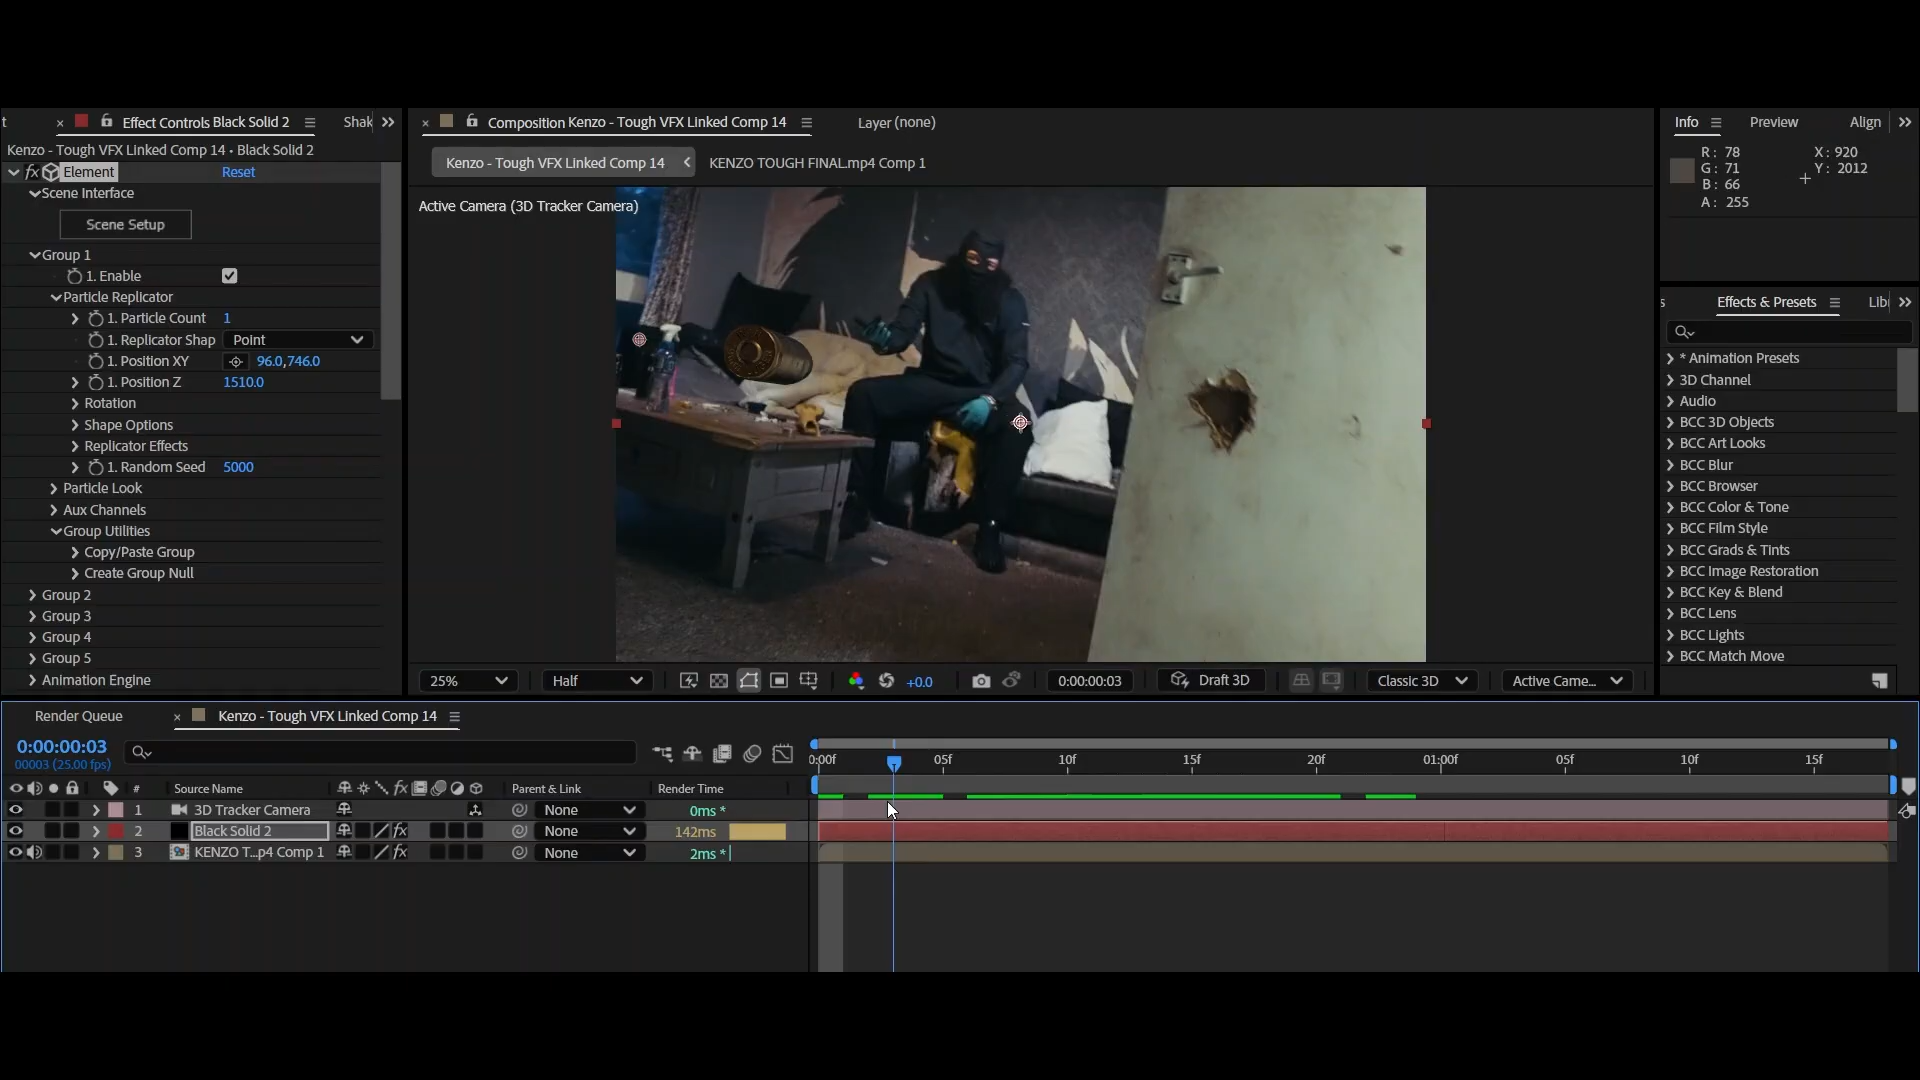 t
× Effect Controls Black Solid 2
Shak
Kenzo - Tough VFX Linked Comp 14 • Black Solid 2
fx Element
Reset
Scene Interface
Scene Setup
Group 1
1. Enable
Particle Replicator
1. Particle Count 1
1. Replicator Shap Point
1. Position XY 96.0,746.0
1. Position Z 1510.0
Rotation
Shape Options
Replicator Effects
1. Random Seed 5000
Particle Look
Aux Channels
Group Utilities
Copy/Paste Group
Create Group Null
Group 2
Group 3
Group 4
Group 5
Animation Engine
× Composition Kenzo - Tough VFX Linked Comp 14
Layer (none)
Kenzo - Tough VFX Linked Comp 14
KENZO TOUGH FINAL.mp4 Comp 1
Active Camera (3D Tracker Camera)
25%
Half
+0.0
0:00:00:03
Draft 3D
Classic 3D
Active Came...
Info
Preview
Align
R: 78
G: 71
B: 66
A: 255
X: 920
Y: 2012
s
Effects & Presets
Libi
* Animation Presets
3D Channel
Audio
BCC 3D Objects
BCC Art Looks
BCC Blur
BCC Browser
BCC Color & Tone
BCC Film Style
BCC Grads & Tints
BCC Image Restoration
BCC Key & Blend
BCC Lens
BCC Lights
BCC Match Move
Render Queue
× Kenzo - Tough VFX Linked Comp 14
0:00:00:03
00003 (25.00 fps)
0:00f
05f
10f
15f
20f
01:00f
05f
10f
15f
# Source Name
fx
Parent & Link
Render Time
1 3D Tracker Camera
None
0ms *
2 Black Solid 2
fx
None
142ms
3 KENZO T...p4 Comp 1
fx
None
2ms *